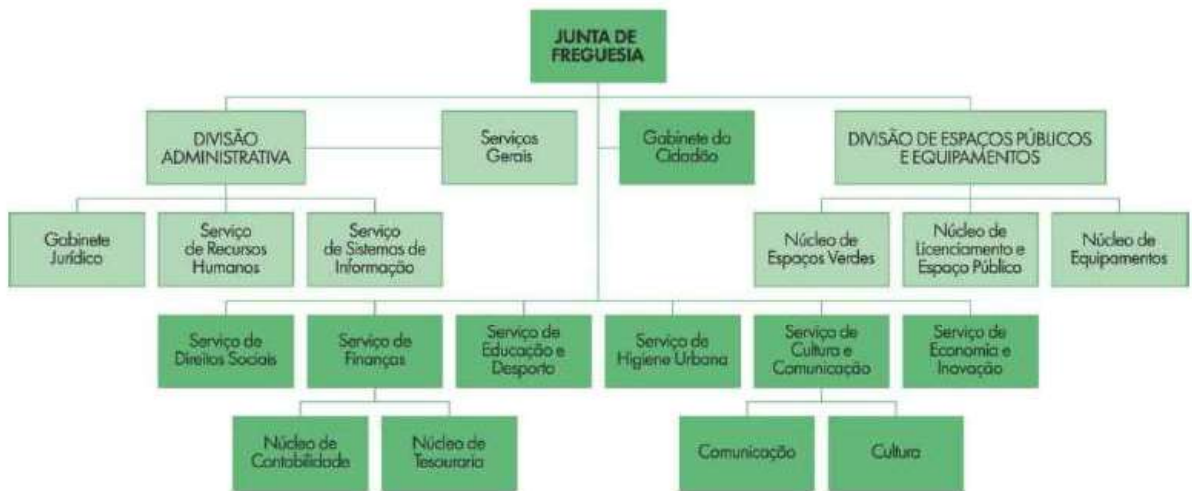 JUNTA DE
FREGUESIA
DIVISÃO
ADMINISTRATIVA
Serviços
Gerais
Gabinete do
Cidadão
DIVISÃO DE ESPAÇOS PÚBLICOS
E EQUIPAMENTOS
Gabinete
Jurídico
Serviço
de Recursos
Humanos
Serviço
de Sistemas de
Informação
Núcleo de
Espaços Verdes
Núcleo de
Licenciamento e
Espaço Público
Núcleo de
Equipamentos
Serviço de
Direitos Sociais
Serviço de
Finanças
Serviço de
Educação e
Desporto
Serviço de
Higiene Urbana
Serviço de
Cultura e
Comunicação
Serviço de
Economia e
Inovação
Núcleo de
Contabilidade
Núcleo de
Tesouraria
Comunicação
Cultura